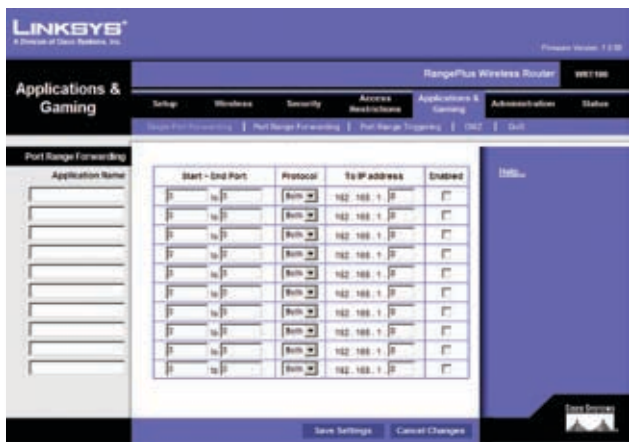 LINKSYS®
A Division of Cisco Systems, Inc.
Firmware Version: 1.0.00
RangePlus Wireless Router WRT100
Applications & Gaming
Setup Wireless Security Access Restrictions Applications & Gaming Administration Status
Single Port Forwarding | Port Range Forwarding | Port Range Triggering | DMZ | QoS
Port Range Forwarding
Application Name
Start ~ End Port Protocol To IP address Enabled
Help...
0 to 0 Both 192 . 168 . 1 . 0
0 to 0 Both 192 . 168 . 1 . 0
0 to 0 Both 192 . 168 . 1 . 0
0 to 0 Both 192 . 168 . 1 . 0
0 to 0 Both 192 . 168 . 1 . 0
0 to 0 Both 192 . 168 . 1 . 0
0 to 0 Both 192 . 168 . 1 . 0
0 to 0 Both 192 . 168 . 1 . 0
0 to 0 Both 192 . 168 . 1 . 0
0 to 0 Both 192 . 168 . 1 . 0
Save Settings Cancel Changes
Cisco Systems